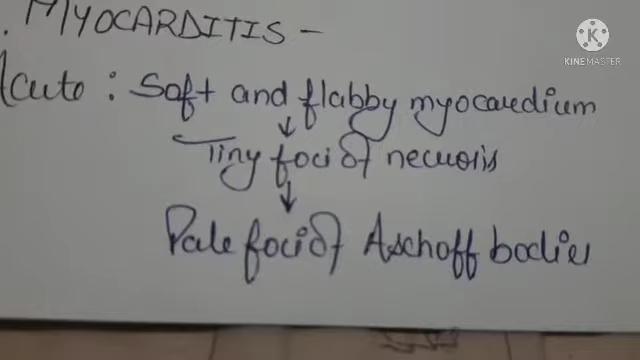 . MYOCARDITIS -
Acute : Soft and flabby myocardium
↓
Tiny foci of necrosis
↓
Pale foci of Aschoff bodies
K
KINEMASTER